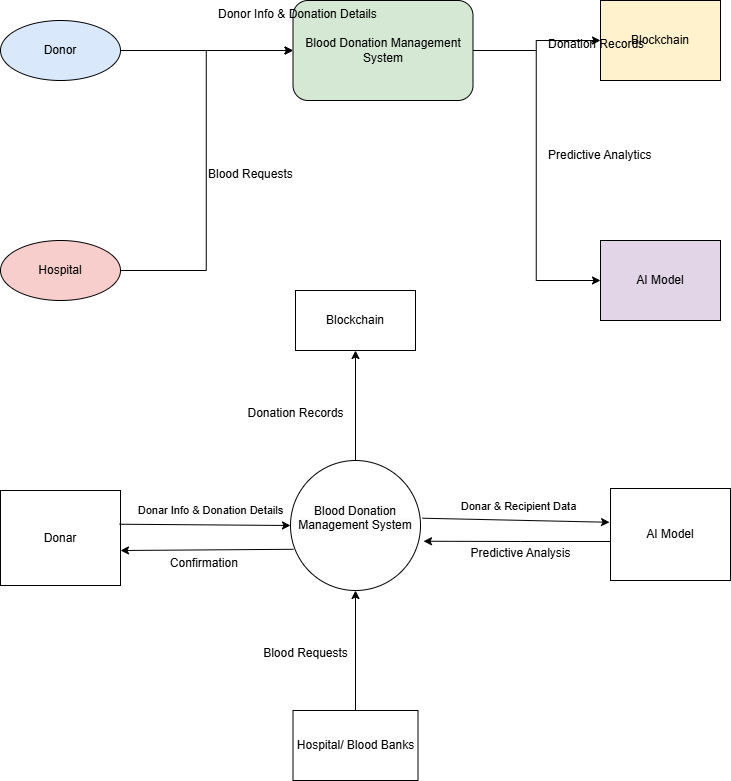 Donor Info & Donation Details
Donor
Blood Donation Management
System
Donation Records
Blockchain
Predictive Analytics
Blood Requests
Hospital
AI Model
Blockchain
Donation Records
Donar Info & Donation Details
Blood Donation
Management System
Donar & Recipient Data
Donar
AI Model
Confirmation
Predictive Analysis
Blood Requests
Hospital/ Blood Banks